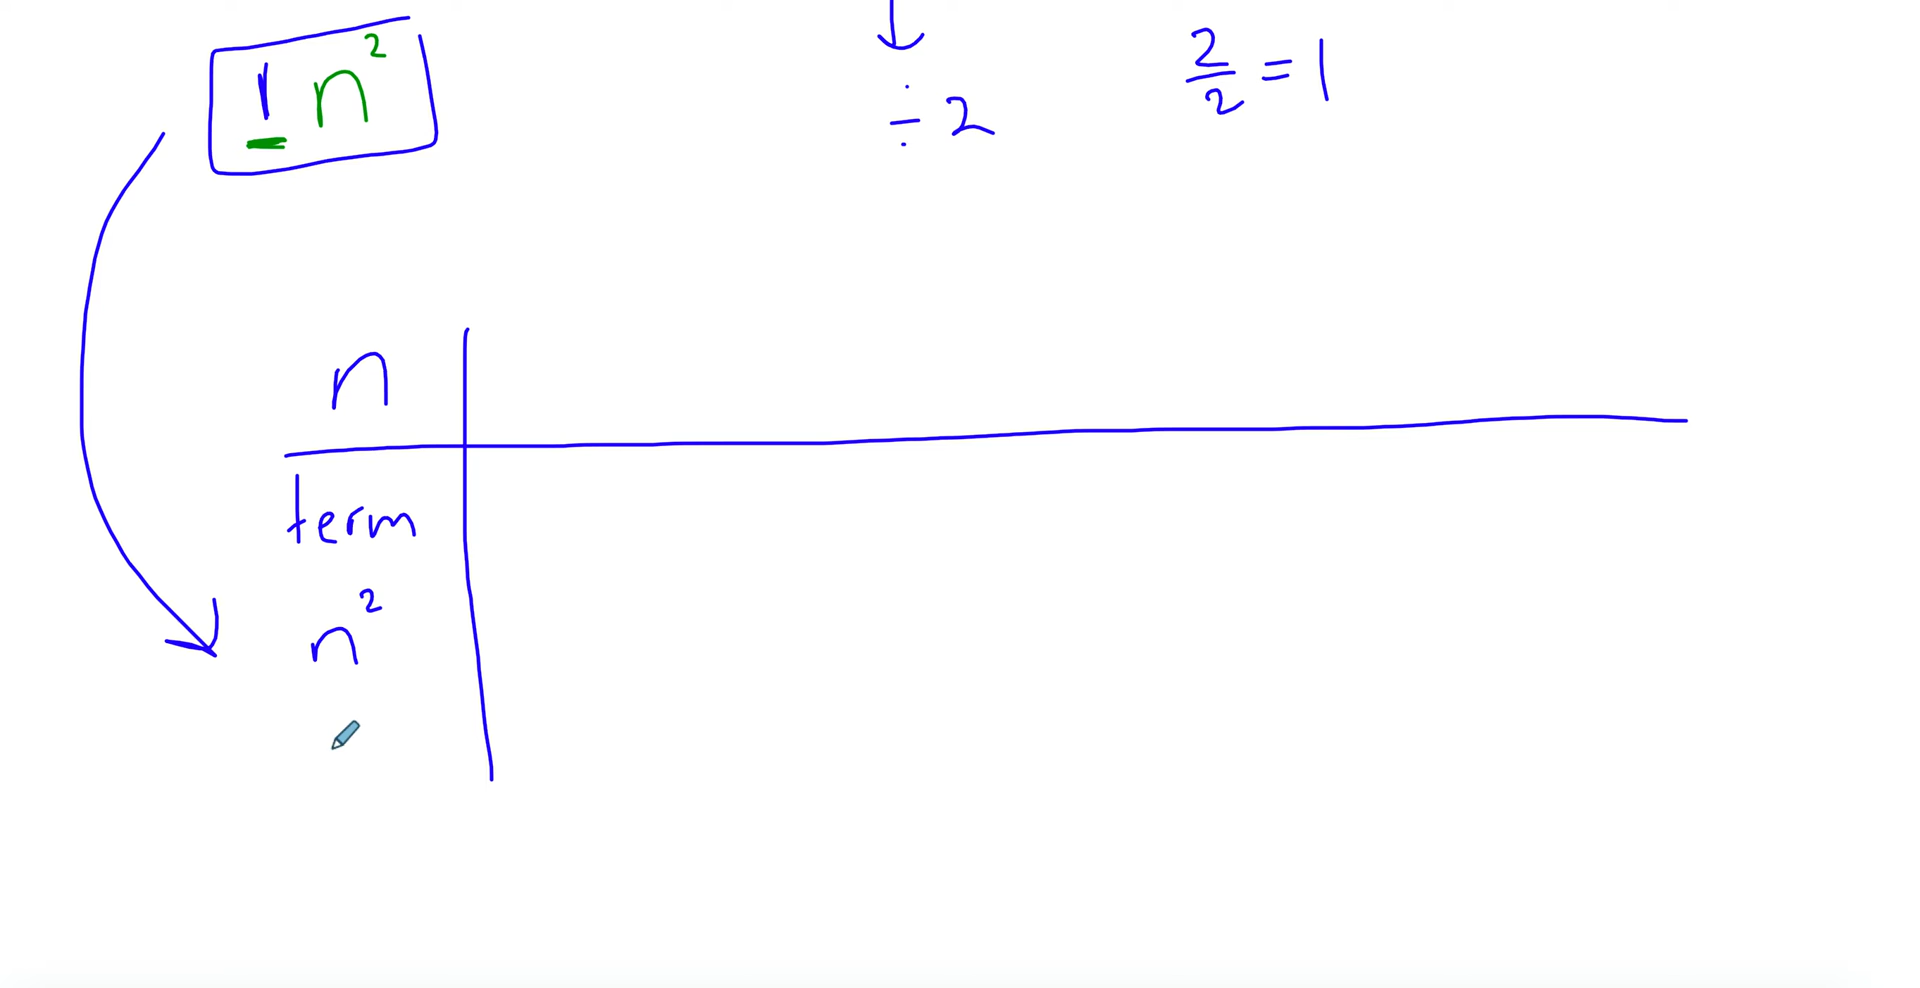 1n²
÷ 2
2/2 = 1
n
term
n²